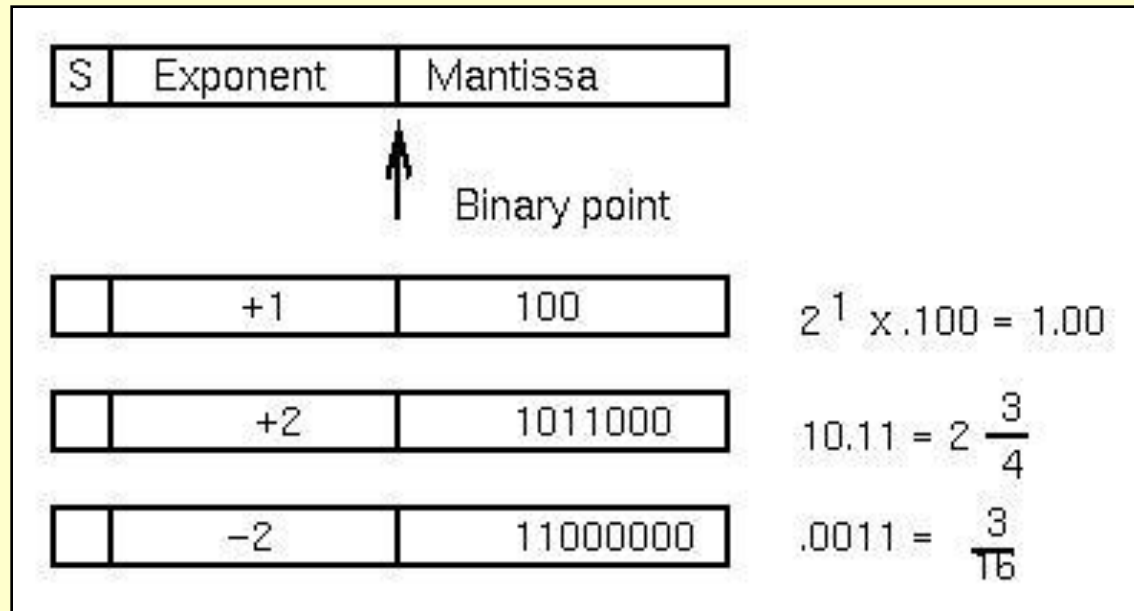 S Exponent Mantissa
Binary point
+1 100 2^1 x .100 = 1.00
+2 1011000 10.11 = 2 3/4
−2 11000000 .0011 = 3/16